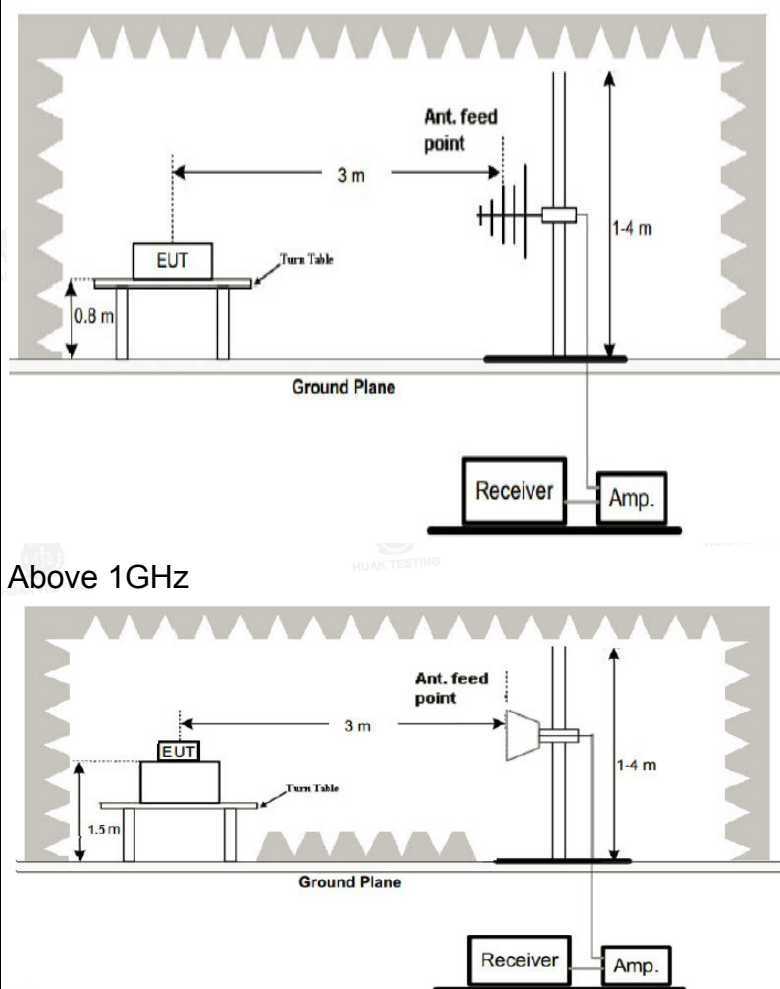 Ant. feed
point
3 m
1-4 m
EUT
Turn Table
0.8 m
Ground Plane
Receiver
Amp.
HUAK TESTING
Above 1GHz
Ant. feed
point
3 m
EUT
1-4 m
Turn Table
1.5 m
Ground Plane
Receiver
Amp.